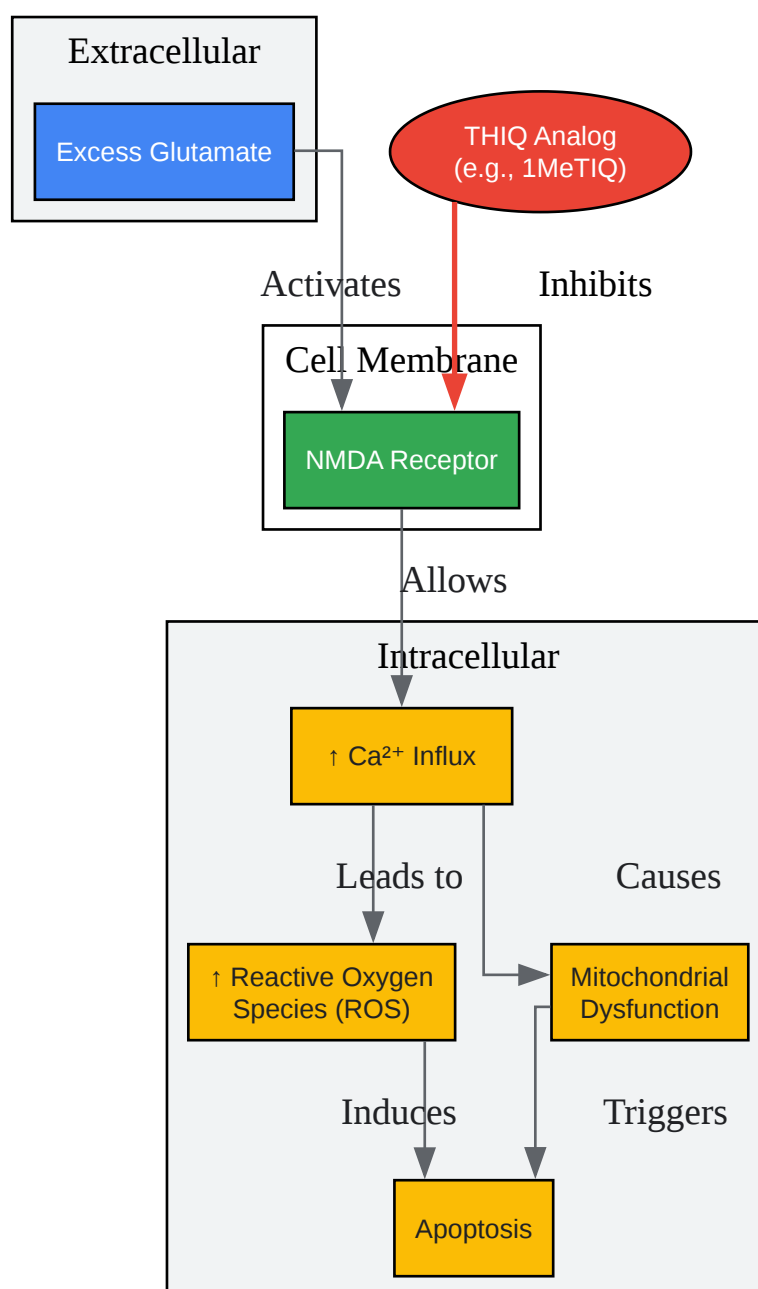 Extracellular
Excess Glutamate
THIQ Analog
(e.g., 1MeTIQ)
Activates
Inhibits
Cell Membrane
NMDA Receptor
Allows
Intracellular
↑ Ca²⁺ Influx
Leads to
Causes
↑ Reactive Oxygen
Species (ROS)
Mitochondrial
Dysfunction
Induces
Triggers
Apoptosis